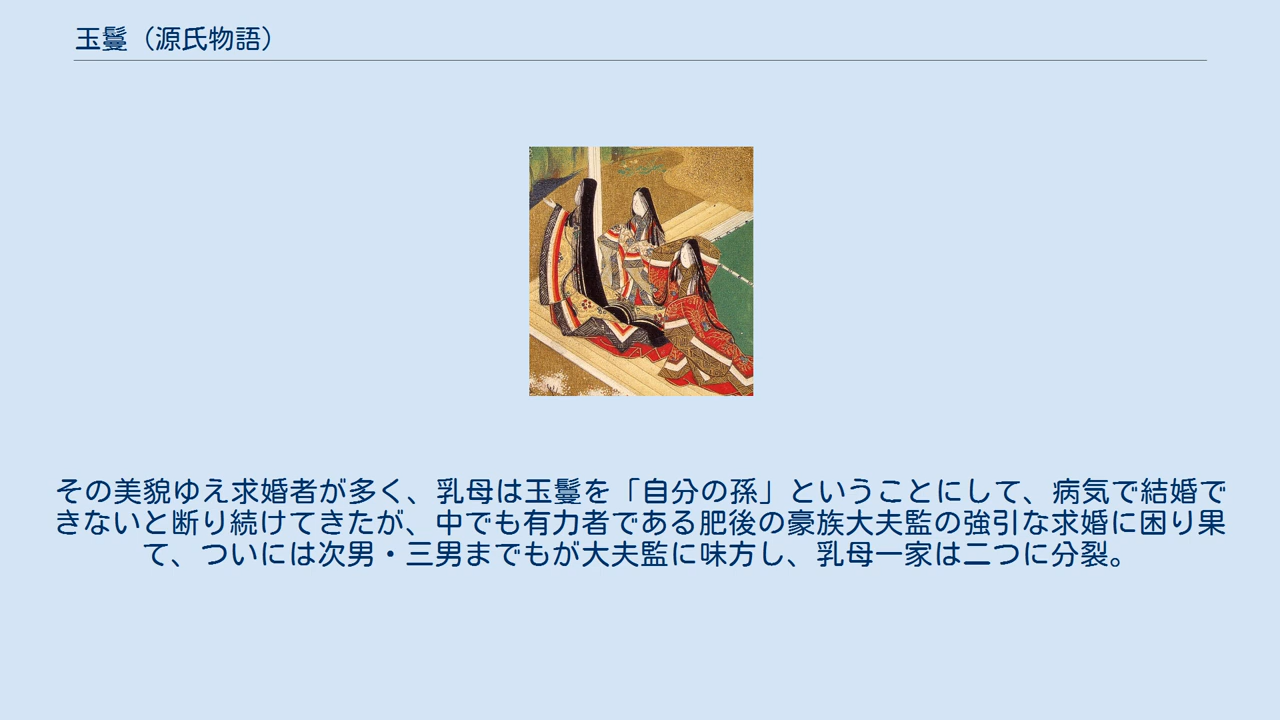 玉鬘（源氏物語）
その美貌ゆえ求婚者が多く、乳母は玉鬘を「自分の孫」ということにして、病気で結婚で
きないと断り続けてきたが、中でも有力者である肥後の豪族大夫監の強引な求婚に困り果
て、ついには次男・三男までもが大夫監に味方し、乳母一家は二つに分裂。